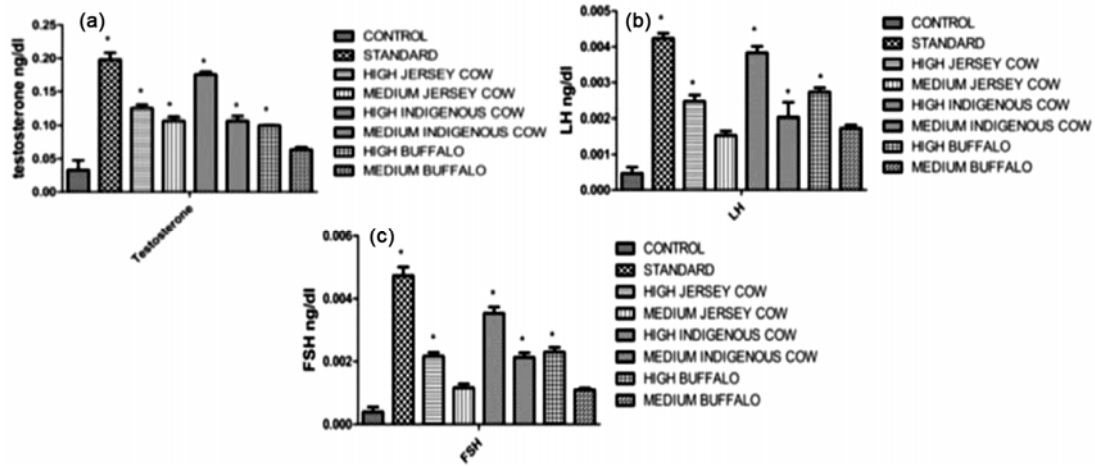 (a)
testosterone ng/dl
0.25
0.20
0.15
0.10
0.05
0.00
* * * * * * *
Testosterone
CONTROL
STANDARD
HIGH JERSEY COW
MEDIUM JERSEY COW
HIGH INDIGENOUS COW
MEDIUM INDIGENOUS COW
HIGH BUFFALO
MEDIUM BUFFALO
(b)
LH ng/dl
0.005
0.004
0.003
0.002
0.001
0.000
* * * * *
LH
CONTROL
STANDARD
HIGH JERSEY COW
MEDIUM JERSEY COW
HIGH INDIGENOUS COW
MEDIUM INDIGENOUS COW
HIGH BUFFALO
MEDIUM BUFFALO
(c)
FSH ng/dl
0.006
0.004
0.002
0.000
* * * * *
FSH
CONTROL
STANDARD
HIGH JERSEY COW
MEDIUM JERSEY COW
HIGH INDIGENOUS COW
MEDIUM INDIGENOUS COW
HIGH BUFFALO
MEDIUM BUFFALO